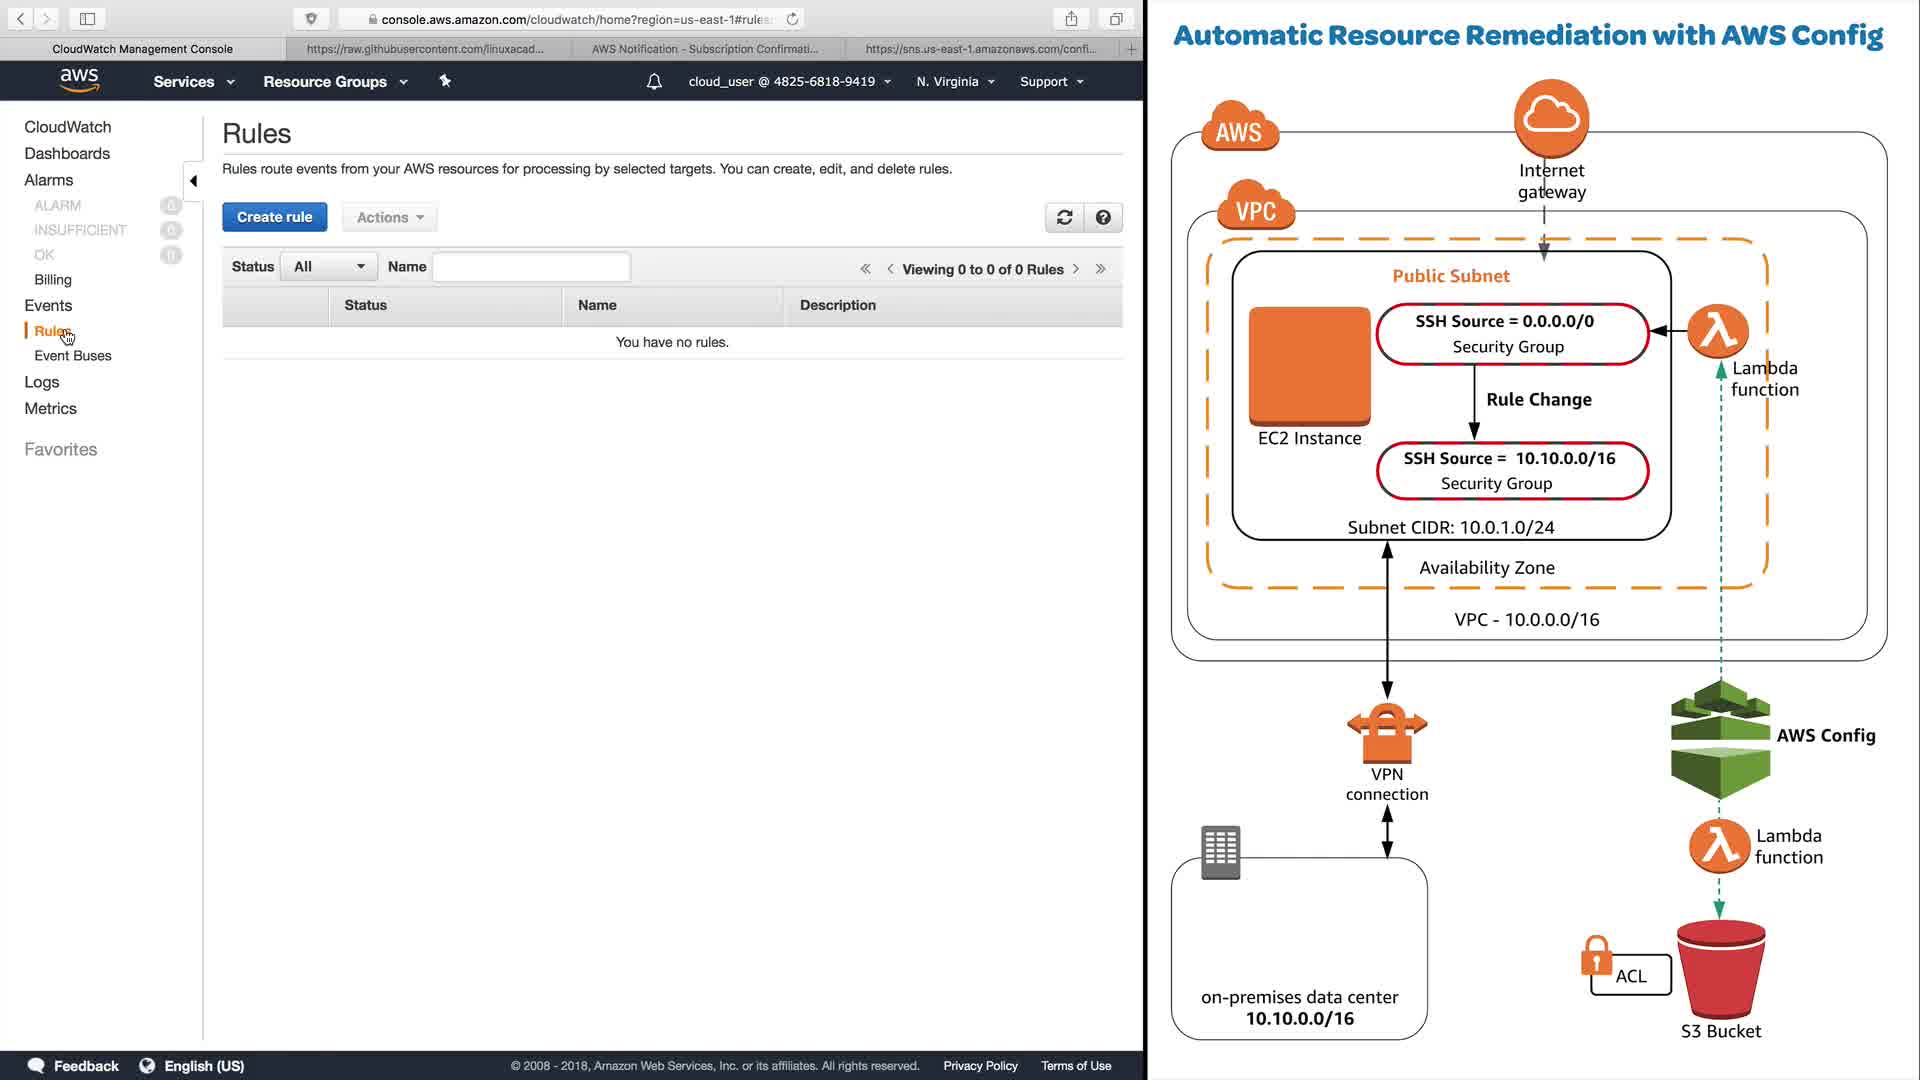 console.aws.amazon.com/cloudwatch/home?region=us-east-1#rule:
CloudWatch Management Console
https://raw.githubusercontent.com/linuxacad...
AWS Notification - Subscription Confirmati...
https://sns.us-east-1.amazonaws.com/confi...
aws
Services
Resource Groups
cloud_user @ 4825-6818-9419
N. Virginia
Support
CloudWatch
Dashboards
Alarms
ALARM 0
INSUFFICIENT 0
OK 0
Billing
Events
Rules
Event Buses
Logs
Metrics
Favorites
Rules
Rules route events from your AWS resources for processing by selected targets. You can create, edit, and delete rules.
Create rule
Actions
Status All Name
Viewing 0 to 0 of 0 Rules
Status Name Description
You have no rules.
Feedback
English (US)
© 2008 - 2018, Amazon Web Services, Inc. or its affiliates. All rights reserved.
Privacy Policy
Terms of Use
Automatic Resource Remediation with AWS Config
AWS
Internet
gateway
VPC
Public Subnet
SSH Source = 0.0.0.0/0
Security Group
Lambda
function
Rule Change
EC2 Instance
SSH Source = 10.10.0.0/16
Security Group
Subnet CIDR: 10.0.1.0/24
Availability Zone
VPC - 10.0.0.0/16
AWS Config
VPN
connection
Lambda
function
ACL
on-premises data center
10.10.0.0/16
S3 Bucket